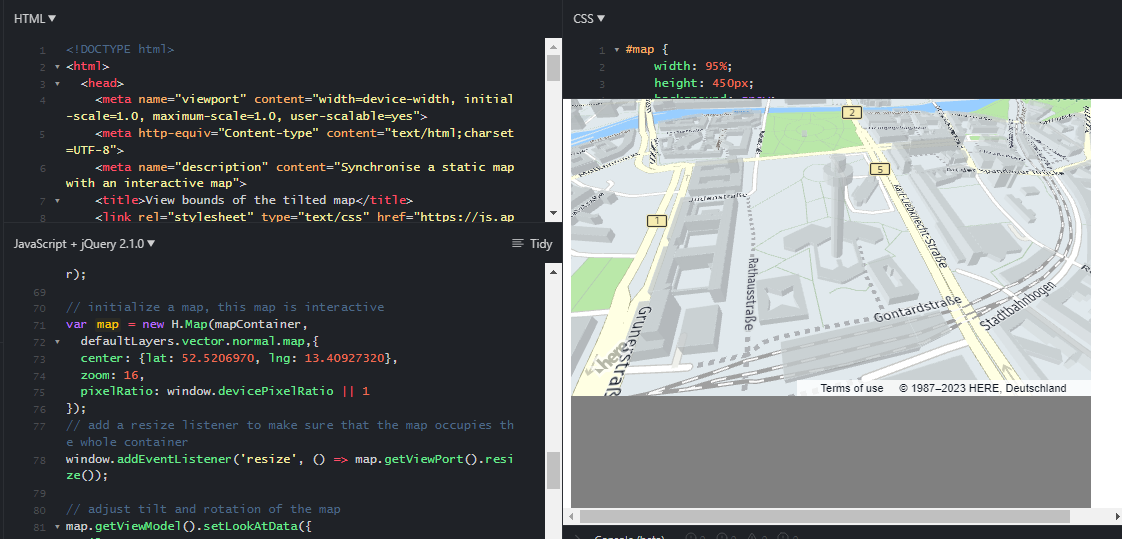 HTML ▼
1 <!DOCTYPE html>
2 <html>
3 <head>
4 <meta name="viewport" content="width=device-width, initial
-scale=1.0, maximum-scale=1.0, user-scalable=yes">
5 <meta http-equiv="Content-type" content="text/html;charset
=UTF-8">
6 <meta name="description" content="Synchronise a static map
with an interactive map">
7 <title>View bounds of the tilted map</title>
8 <link rel="stylesheet" type="text/css" href="https://js.ap
JavaScript + jQuery 2.1.0 ▼
Tidy
r);
69
70 // initialize a map, this map is interactive
71 var map = new H.Map(mapContainer,
72 defaultLayers.vector.normal.map,{
73 center: {lat: 52.5206970, lng: 13.40927320},
74 zoom: 16,
75 pixelRatio: window.devicePixelRatio || 1
76 });
77 // add a resize listener to make sure that the map occupies th
e whole container
78 window.addEventListener('resize', () => map.getViewPort().resi
ze());
79
80 // adjust tilt and rotation of the map
81 map.getViewModel().setLookAtData({
CSS ▼
1 #map {
2 width: 95%;
3 height: 450px;
2
5
Judenstraße
Karl-Liebknecht-Straße
1
Rathausstraße
Gontardstraße
Stadtbahnbogen
Grunerstraße
here
Terms of use © 1987–2023 HERE, Deutschland
Console (beta)